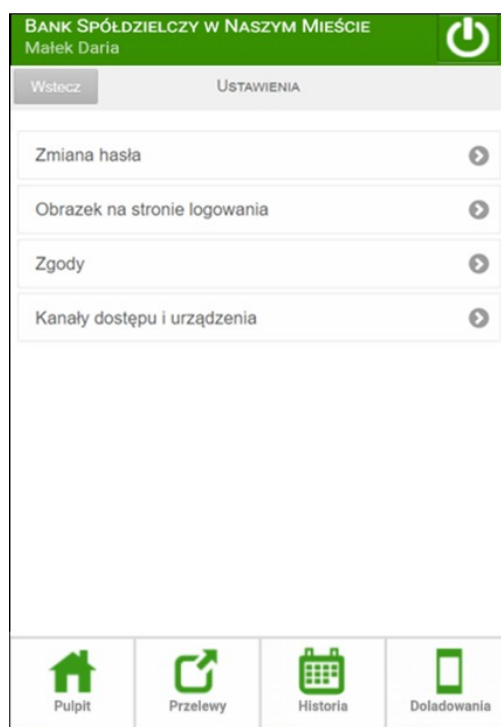 Bank Spółdzielczy w Naszym Mieście
Małek Daria
Wstecz
Ustawienia
Zmiana hasła
Obrazek na stronie logowania
Zgody
Kanały dostępu i urządzenia
Pulpit
Przelewy
Historia
Doladowania